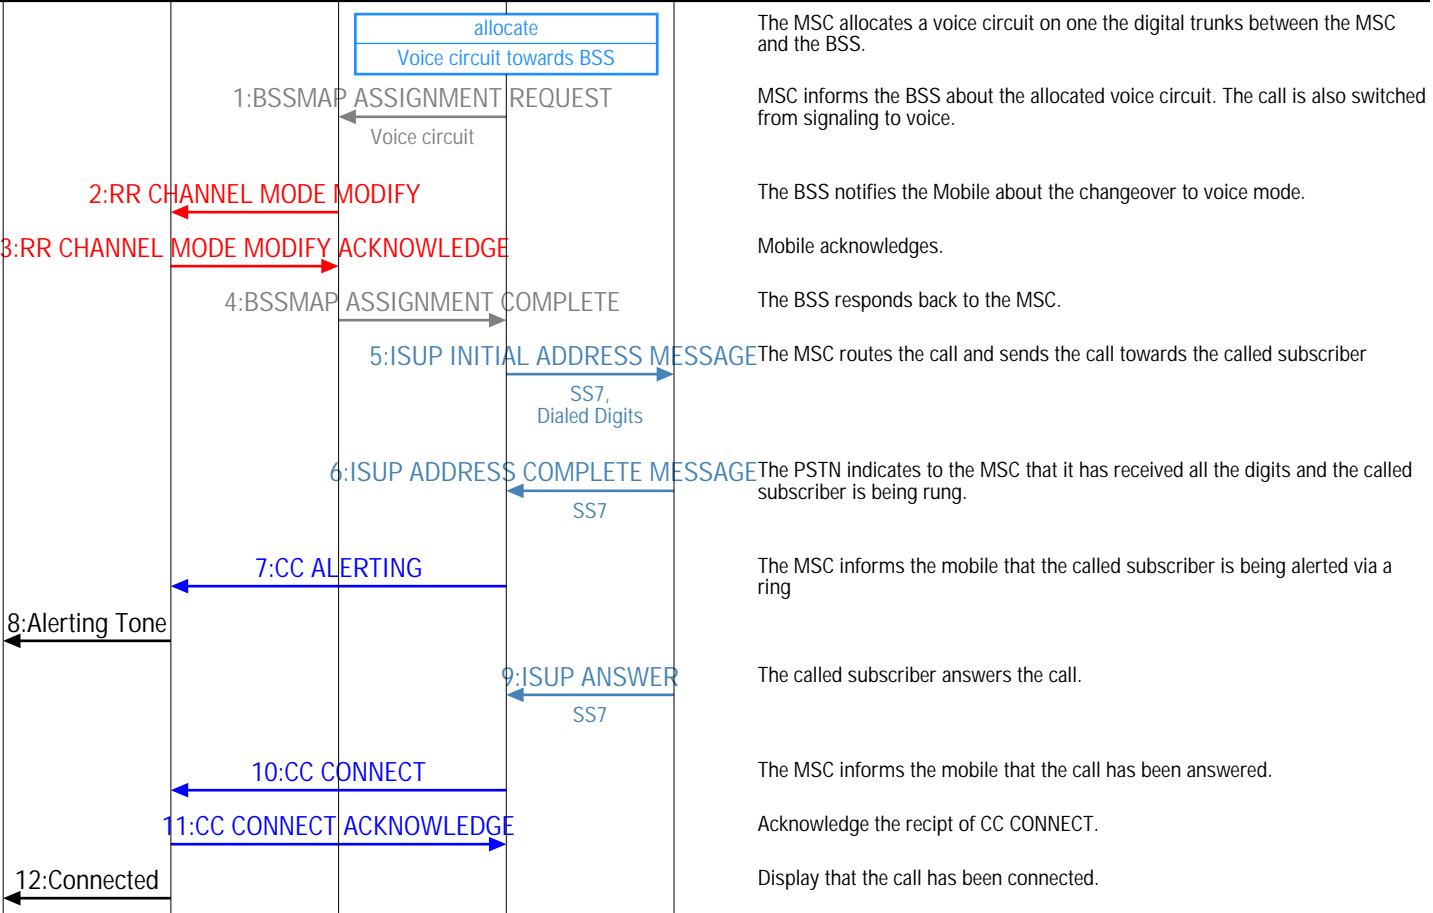 allocate
Voice circuit towards BSS
The MSC allocates a voice circuit on one the digital trunks between the MSC
and the BSS.
1:BSSMAP ASSIGNMENT REQUEST
Voice circuit
MSC informs the BSS about the allocated voice circuit. The call is also switched
from signaling to voice.
2:RR CHANNEL MODE MODIFY
The BSS notifies the Mobile about the changeover to voice mode.
3:RR CHANNEL MODE MODIFY ACKNOWLEDGE
Mobile acknowledges.
4:BSSMAP ASSIGNMENT COMPLETE
The BSS responds back to the MSC.
5:ISUP INITIAL ADDRESS MESSAGE
SS7,
Dialed Digits
The MSC routes the call and sends the call towards the called subscriber
6:ISUP ADDRESS COMPLETE MESSAGE
SS7
The PSTN indicates to the MSC that it has received all the digits and the called
subscriber is being rung.
7:CC ALERTING
The MSC informs the mobile that the called subscriber is being alerted via a
ring
8:Alerting Tone
9:ISUP ANSWER
SS7
The called subscriber answers the call.
10:CC CONNECT
The MSC informs the mobile that the call has been answered.
11:CC CONNECT ACKNOWLEDGE
Acknowledge the recipt of CC CONNECT.
12:Connected
Display that the call has been connected.